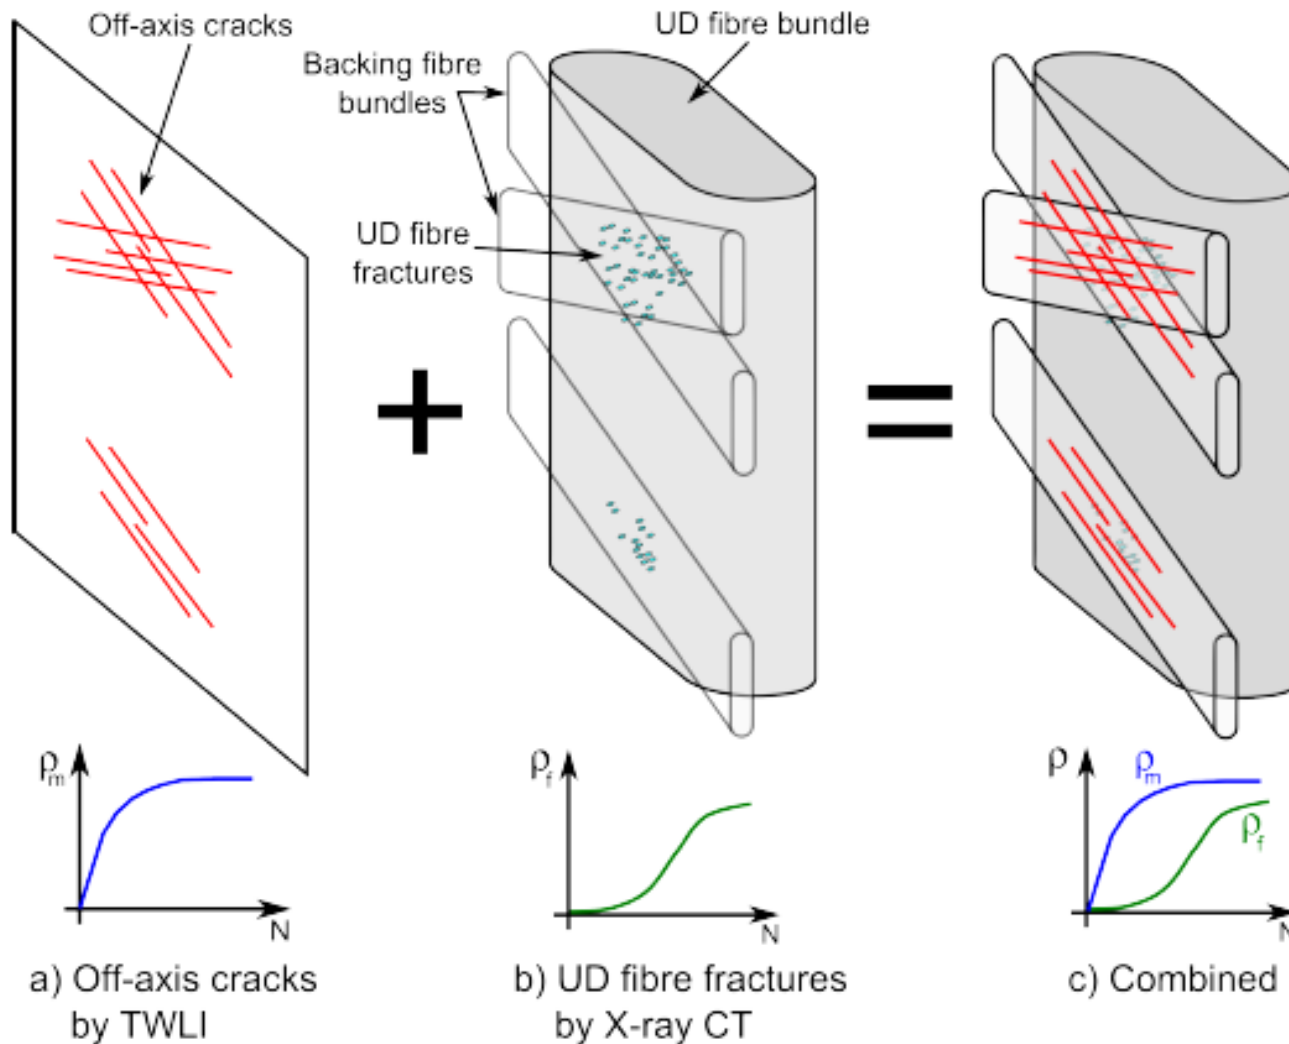 Off-axis cracks
UD fibre bundle
Backing fibre
bundles
UD fibre
fractures
ρm
N
ρf
N
ρ
ρm
ρf
N
a) Off-axis cracks
by TWLI
b) UD fibre fractures
by X-ray CT
c) Combined